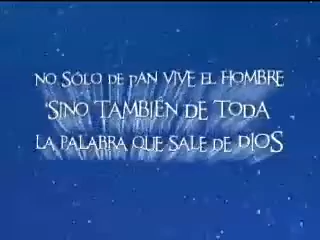 NO SÓLO DE PAN VIVE EL HOMBRE
"SINO TAMBIÉN DE TODA
LA PALABRA QUE SALE DE DIOS